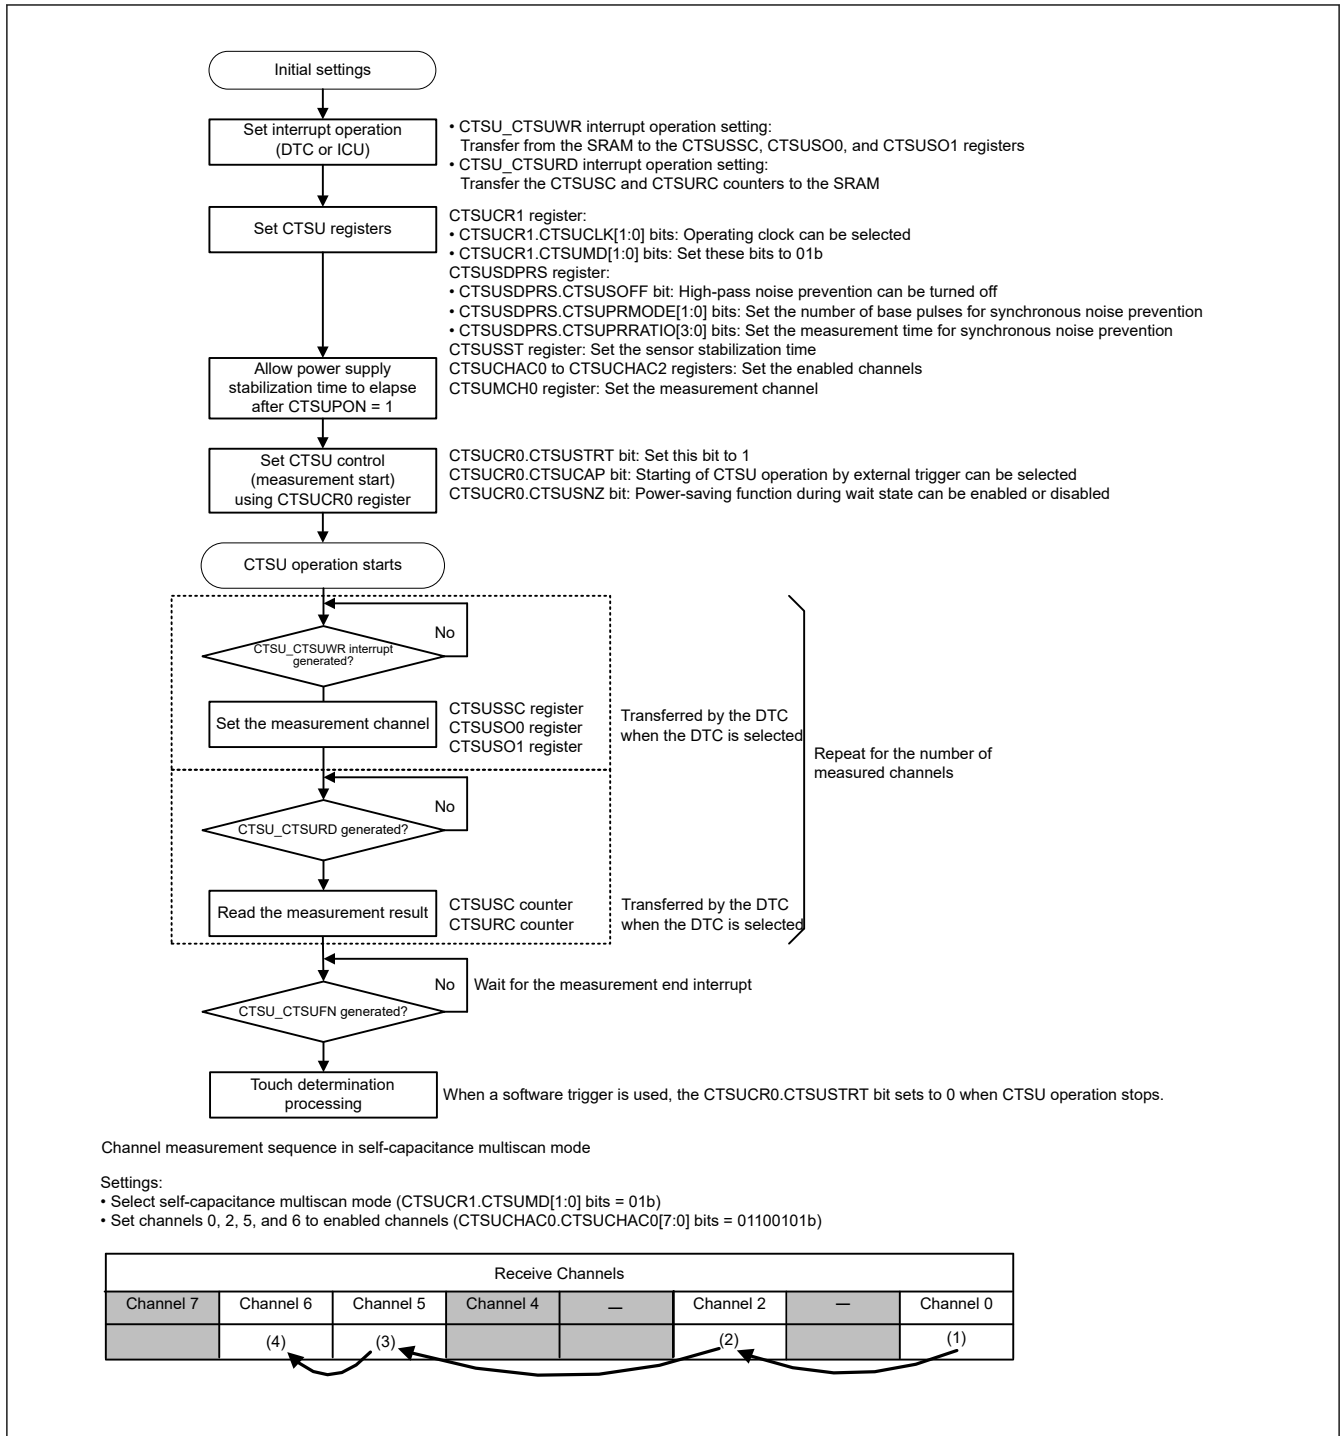 Initial settings
Set interrupt operation
(DTC or ICU)
• CTSU_CTSUWR interrupt operation setting:
Transfer from the SRAM to the CTSUSSC, CTSUSO0, and CTSUSO1 registers
• CTSU_CTSURD interrupt operation setting:
Transfer the CTSUSC and CTSURC counters to the SRAM
Set CTSU registers
CTSUCR1 register:
• CTSUCR1.CTSUCLK[1:0] bits: Operating clock can be selected
• CTSUCR1.CTSUMD[1:0] bits: Set these bits to 01b
CTSUSDPRS register:
• CTSUSDPRS.CTSUSOFF bit: High-pass noise prevention can be turned off
• CTSUSDPRS.CTSUPRMODE[1:0] bits: Set the number of base pulses for synchronous noise prevention
• CTSUSDPRS.CTSUPRRATIO[3:0] bits: Set the measurement time for synchronous noise prevention
CTSUSST register: Set the sensor stabilization time
CTSUCHAC0 to CTSUCHAC2 registers: Set the enabled channels
CTSUMCH0 register: Set the measurement channel
Allow power supply
stabilization time to elapse
after CTSUPON = 1
Set CTSU control
(measurement start)
using CTSUCR0 register
CTSUCR0.CTSUSTRT bit: Set this bit to 1
CTSUCR0.CTSUCAP bit: Starting of CTSU operation by external trigger can be selected
CTSUCR0.CTSUSNZ bit: Power-saving function during wait state can be enabled or disabled
CTSU operation starts
No
CTSU_CTSUWR interrupt
generated?
Set the measurement channel
CTSUSSC register
CTSUSO0 register
CTSUSO1 register
Transferred by the DTC
when the DTC is selected
Repeat for the number of
measured channels
No
CTSU_CTSURD generated?
Read the measurement result
CTSUSC counter
CTSURC counter
Transferred by the DTC
when the DTC is selected
No
Wait for the measurement end interrupt
CTSU_CTSUFN generated?
Touch determination
processing
When a software trigger is used, the CTSUCR0.CTSUSTRT bit sets to 0 when CTSU operation stops.
Channel measurement sequence in self-capacitance multiscan mode
Settings:
• Select self-capacitance multiscan mode (CTSUCR1.CTSUMD[1:0] bits = 01b)
• Set channels 0, 2, 5, and 6 to enabled channels (CTSUCHAC0.CTSUCHAC0[7:0] bits = 01100101b)
Receive Channels
Channel 7 Channel 6 Channel 5 Channel 4 — Channel 2 — Channel 0
(4) (3) (2) (1)